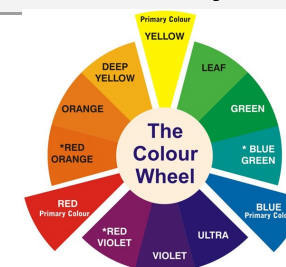 Primary Colour
YELLOW
DEEP
YELLOW
LEAF
ORANGE
GREEN
*RED
ORANGE
* BLUE
GREEN
The
Colour
Wheel
RED
Primary Colour
BLUE
Primary Colo
*RED
VIOLET
VIOLET
ULTRA